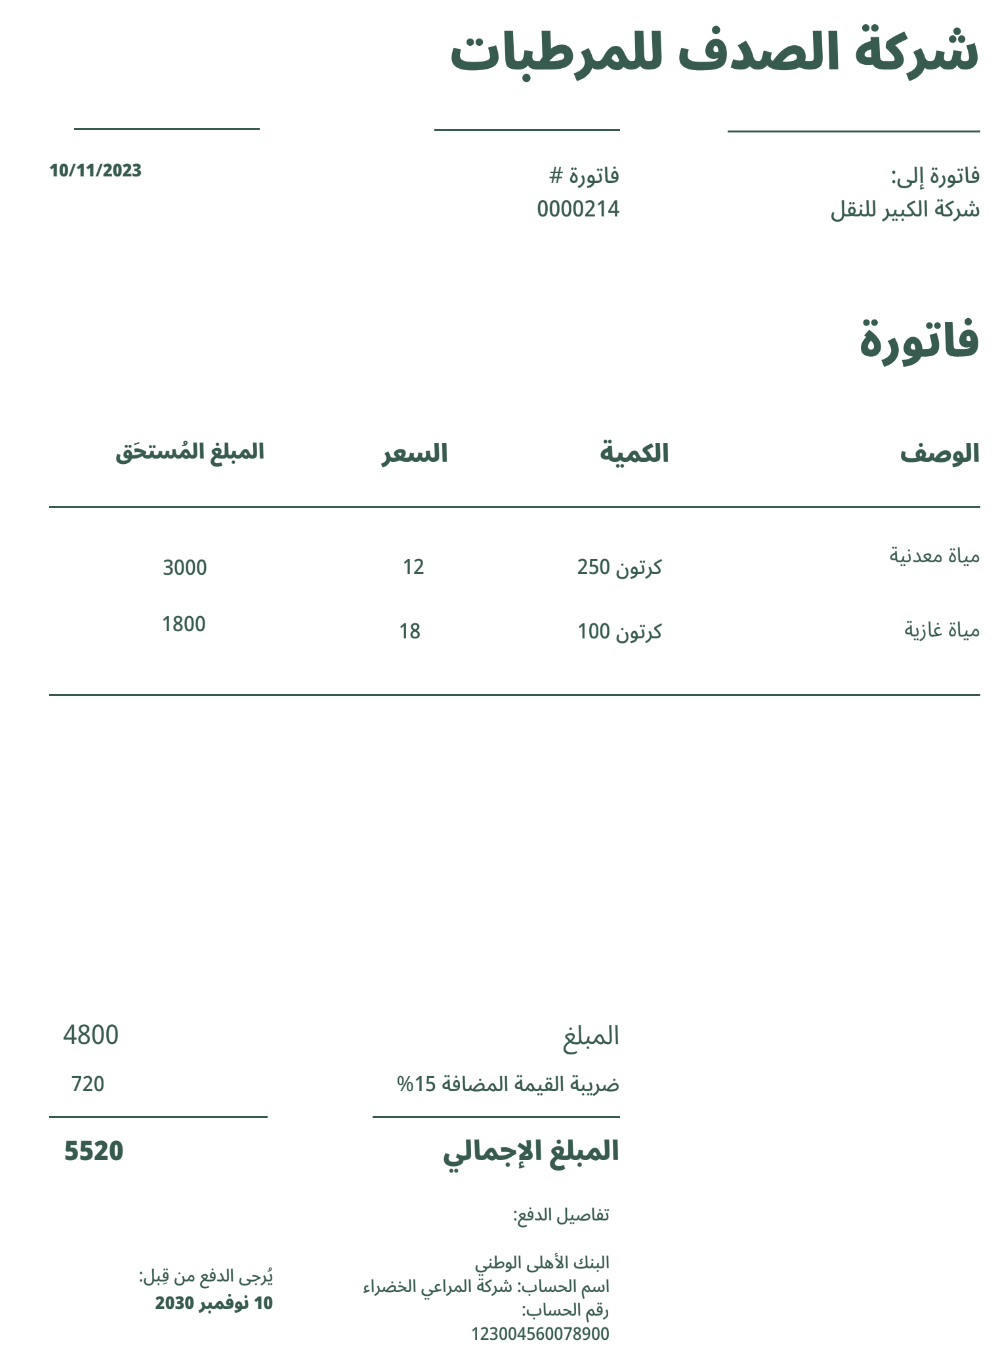 شركة الصدف للمرطبات
فاتورة إلى:
شركة الكبير للنقل
فاتورة #
0000214
10/11/2023
فاتورة
الوصف الكمية السعر المبلغ المُستحَق
مياة معدنية 250 كرتون 12 3000
مياة غازية 100 كرتون 18 1800
المبلغ 4800
ضريبة القيمة المضافة 15% 720
المبلغ الإجمالي 5520
تفاصيل الدفع:
البنك الأهلى الوطني
اسم الحساب: شركة المراعي الخضراء
رقم الحساب:
123004560078900
يُرجى الدفع من قِبل:
10 نوفمبر 2030